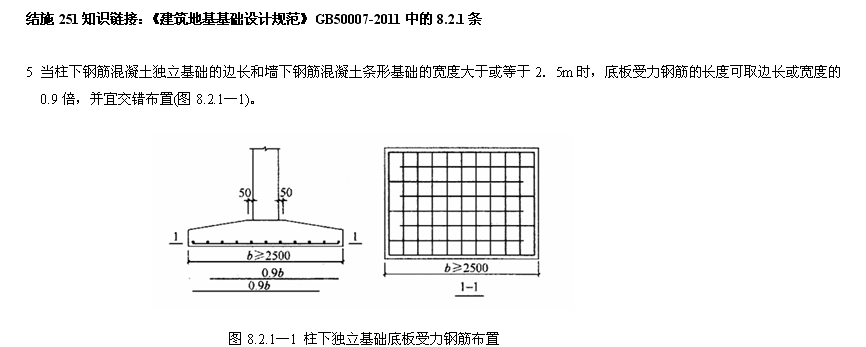 结施 251 知识链接：《建筑地基基础设计规范》GB50007-2011 中的 8.2.1 条
5 当柱下钢筋混凝土独立基础的边长和墙下钢筋混凝土条形基础的宽度大于或等于 2．5m 时，底板受力钢筋的长度可取边长或宽度的
0.9 倍，并宜交错布置(图 8.2.1—1)。
50 50
1 1
b≥2500
0.9b
0.9b
b≥2500
1-1
图 8.2.1—1 柱下独立基础底板受力钢筋布置